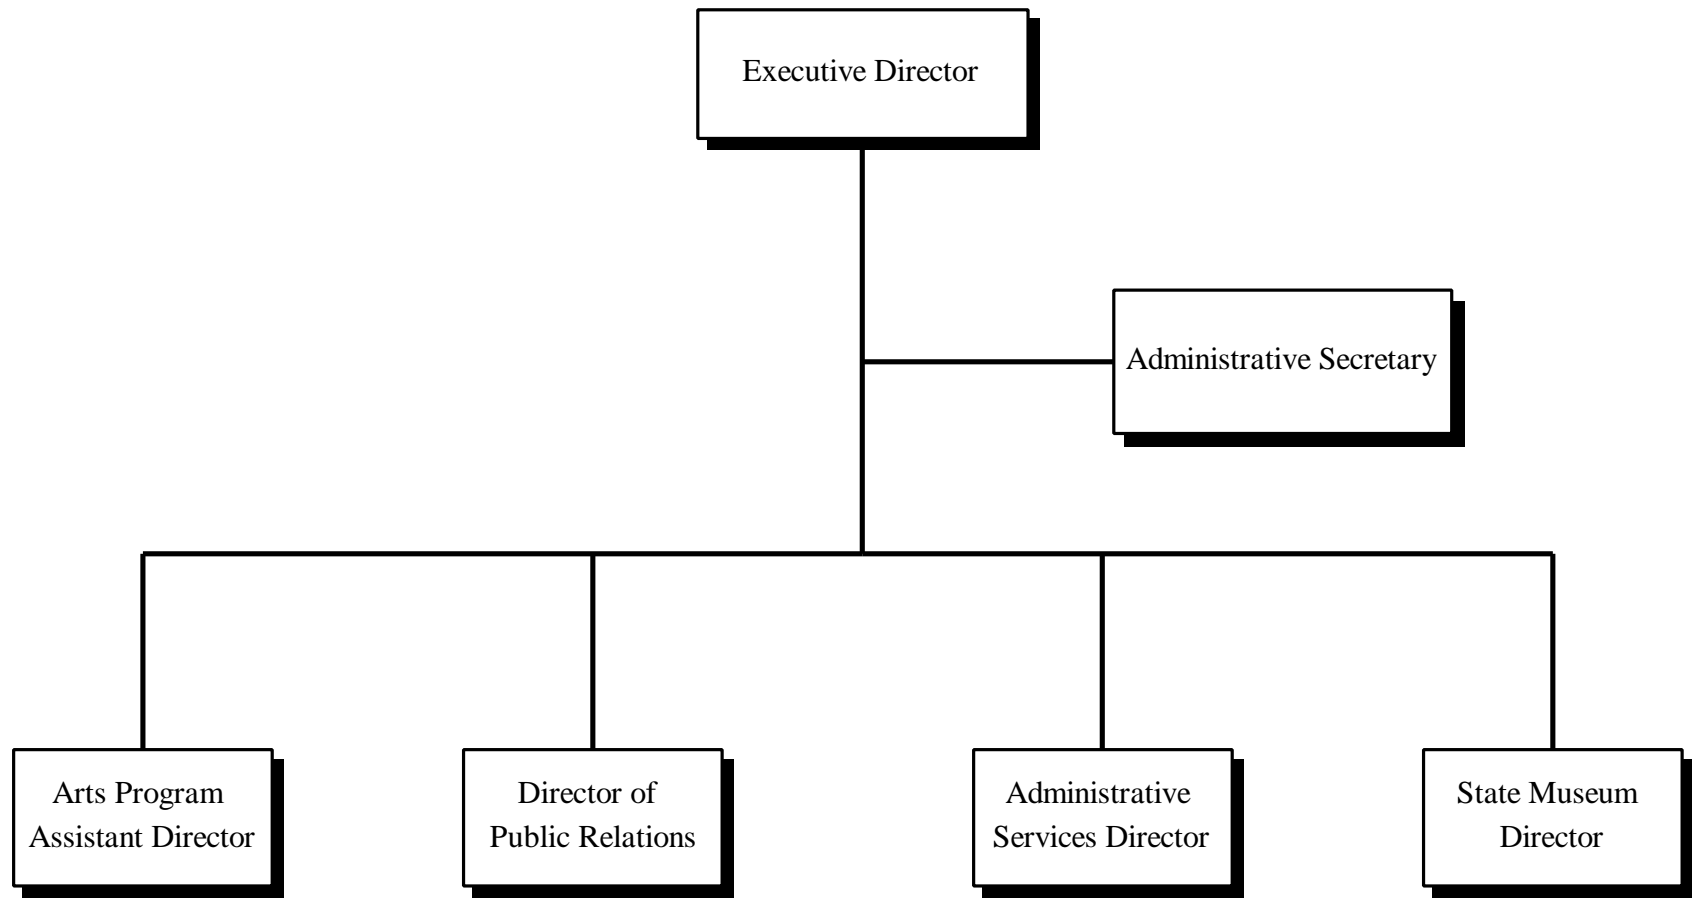 Executive Director
Administrative Secretary
Arts Program
Assistant Director
Director of
Public Relations
Administrative
Services Director
State Museum
Director